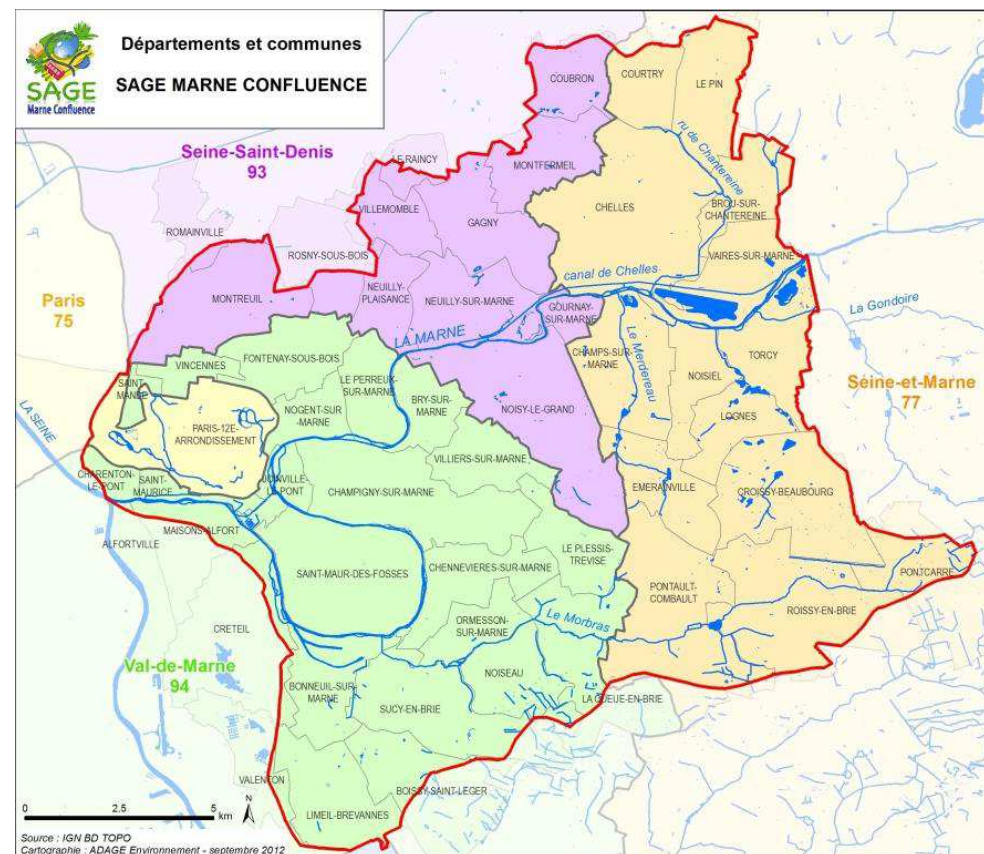 Départements et communes
SAGE MARNE CONFLUENCE
SAGE
Marne Confluence
Seine-Saint-Denis
93
Paris
75
Séine-et-Marne
77
Val-de-Marne
94
COUBRON
COURTRY
LE PIN
ru de Chantereine
LE RAINCY
MONTFERMEIL
VILLEMOMBLE
GAGNY
CHELLES
BROU-SUR-
CHANTEREINE
ROMAINVILLE
ROSNY-SOUS-BOIS
VAIRES-SUR-MARNE
canal de Chelles
MONTREUIL
NEUILLY-
PLAISANCE
NEUILLY-SUR-MARNE
GOURNAY-
SUR-MARNE
La Gondoire
LA MARNE
Le Merdereau
CHAMPS-SUR-
MARNE
TORCY
NOISIEL
VINCENNES
FONTENAY-SOUS-BOIS
LE PERREUX-
SUR-MARNE
BRY-SUR-
MARNE
NOISY-LE-GRAND
LOGNES
SAINT-
MANDE
NOGENT-SUR
MARNE
LA SEINE
PARIS-12E-
ARRONDISSEMENT
VILLIERS-SUR-MARNE
CHARENTON-
LE-PONT
SAINT-
MAURICE
JOINVILLE-
LE-PONT
CHAMPIGNY-SUR-MARNE
EMERAINVILLE
CROISSY-BEAUBOURG
MAISONS-ALFORT
ALFORTVILLE
LE PLESSIS-
TREVISE
SAINT-MAUR-DES-FOSSES
CHENNEVIERES-SUR-MARNE
PONTCARRE
PONTAULT-
COMBAULT
ROISSY-EN-BRIE
Le Morbras
ORMESSON-
SUR-MARNE
CRETEIL
NOISEAU
BONNEUIL-SUR-
MARNE
SUCY-EN-BRIE
LA QUEUE-EN-BRIE
VALENTON
BOISSY-SAINT-LEGER
LIMEIL-BREVANNES
0 2.5 5
km
N
Source : IGN BD TOPO
Cartographie : ADAGE Environnement - septembre 2012